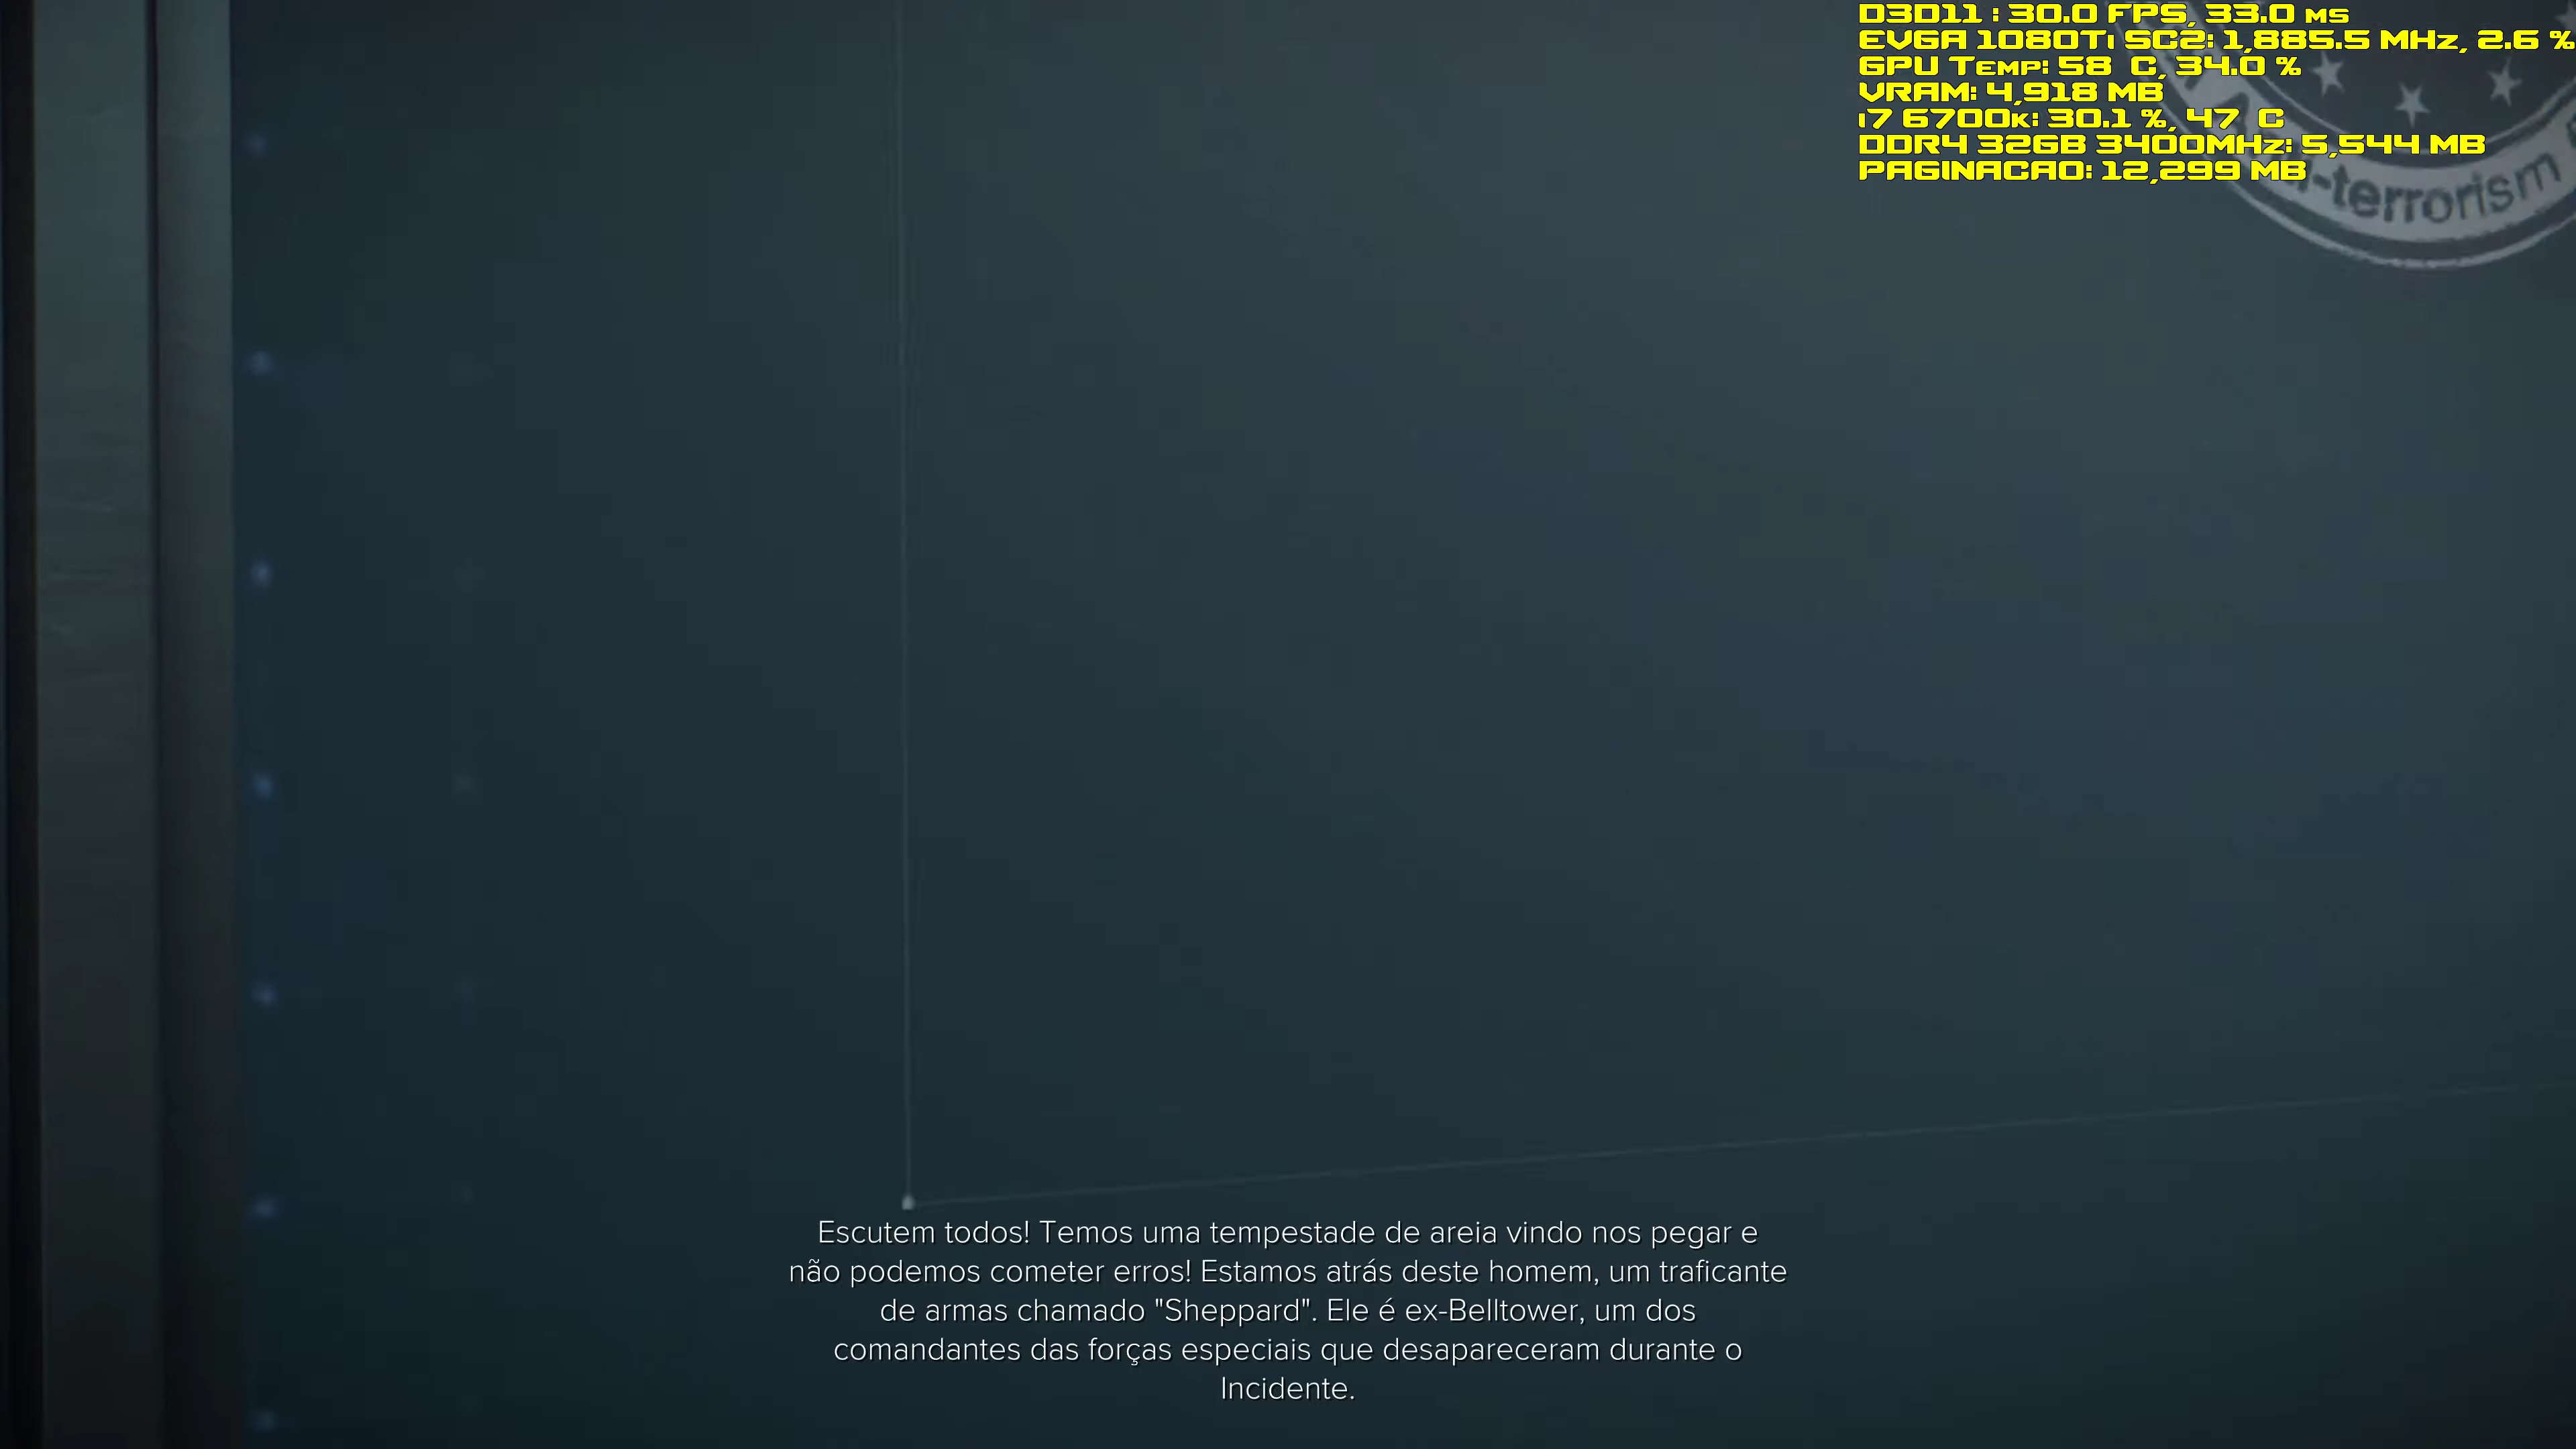 D3D11 : 30.0 FPS, 33.0 MS
EVGA 1080Ti SC2: 1,885.5 MHz, 2.6 %
GPU TEMP: 58 C, 34.0 %
VRAM: 4,918 MB
i7 6700K: 30.1 %, 47 C
DDR4 32GB 3400MHz: 5,544 MB
PAGINACAO: 12,299 MB
-terrorism
Escutem todos! Temos uma tempestade de areia vindo nos pegar e
não podemos cometer erros! Estamos atrás deste homem, um traficante
de armas chamado "Sheppard". Ele é ex-Belltower, um dos
comandantes das forças especiais que desapareceram durante o
Incidente.